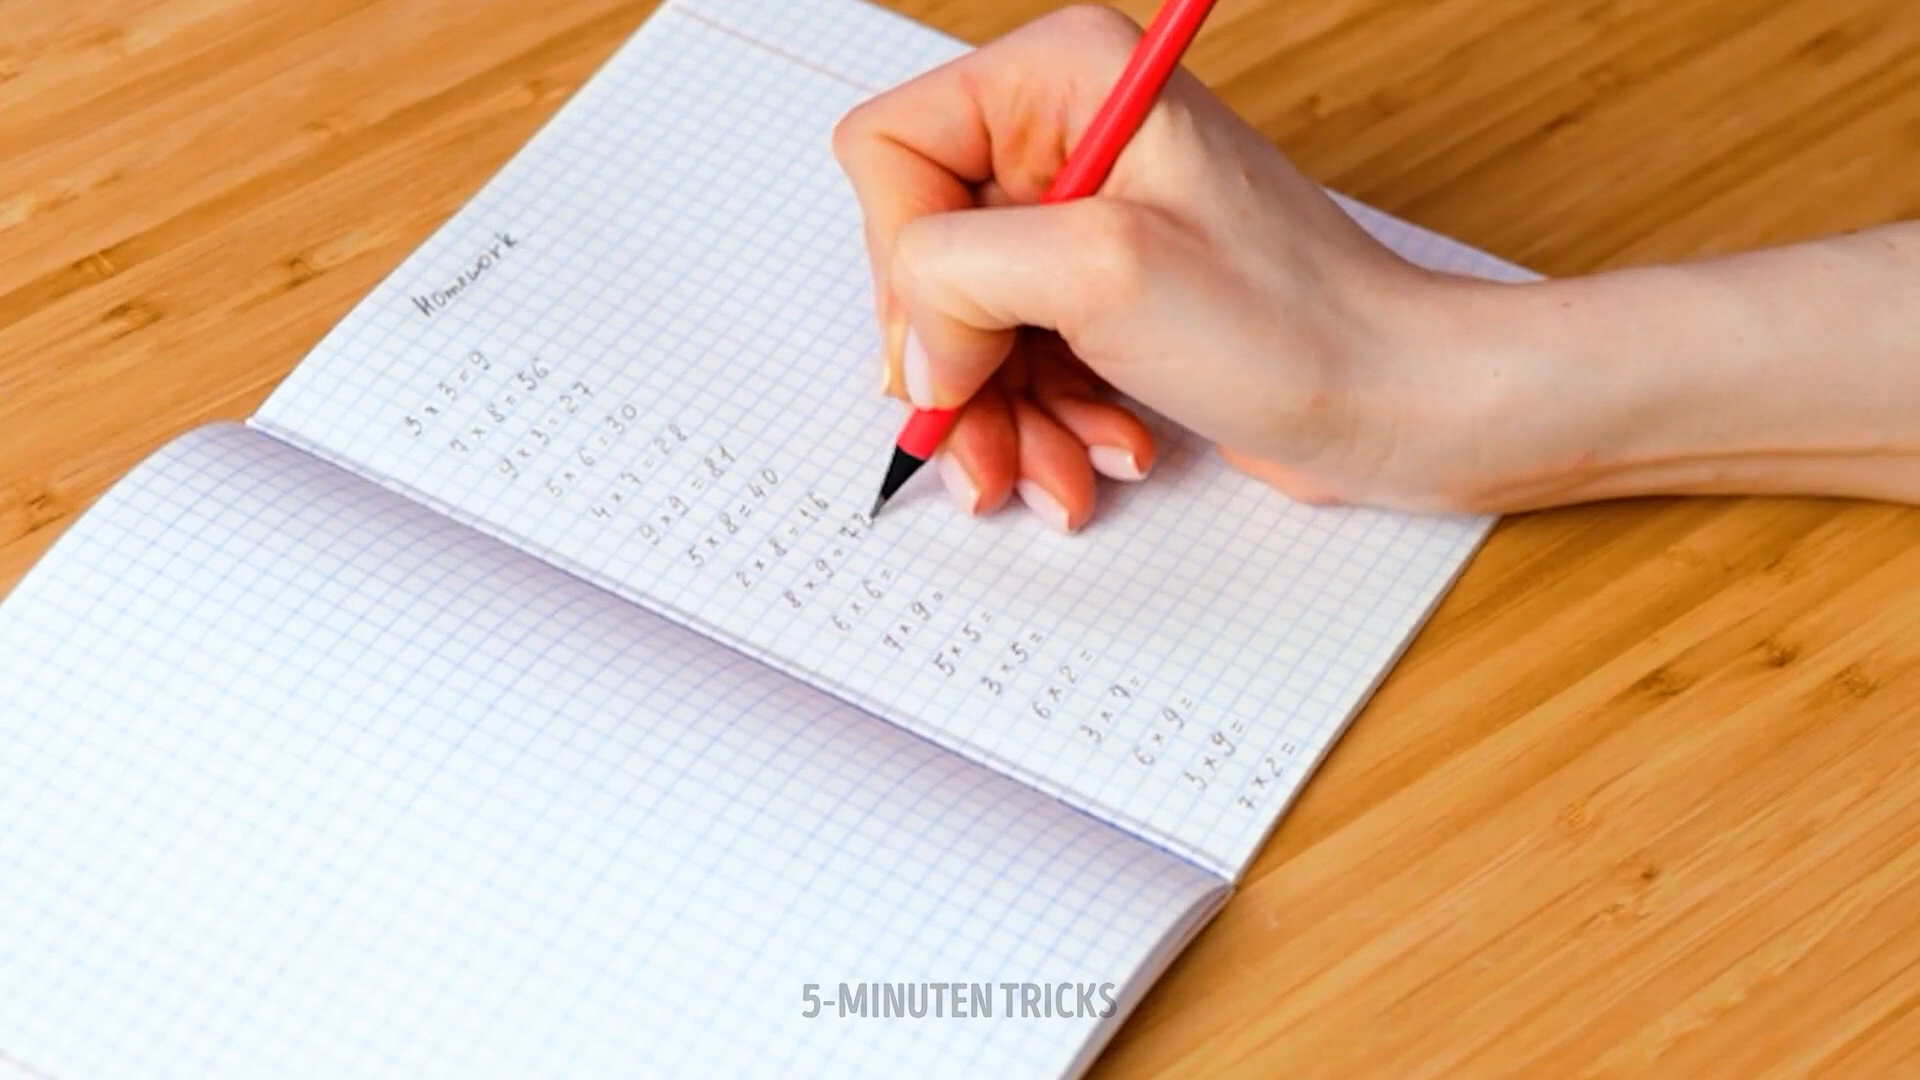 Homework
3 x 3 = 9
7 x 8 = 56
9 x 3 = 27
5 x 6 = 30
4 x 7 = 28
9 x 9 = 81
5 x 8 = 40
2 x 8 = 16
8 x 9 = 72
6 x 6 =
7 x 9 =
5 x 5 =
3 x 5 =
6 x 2 =
3 x 7 =
6 x 9 =
3 x 9 =
7 x 2 =
5-MINUTEN TRICKS